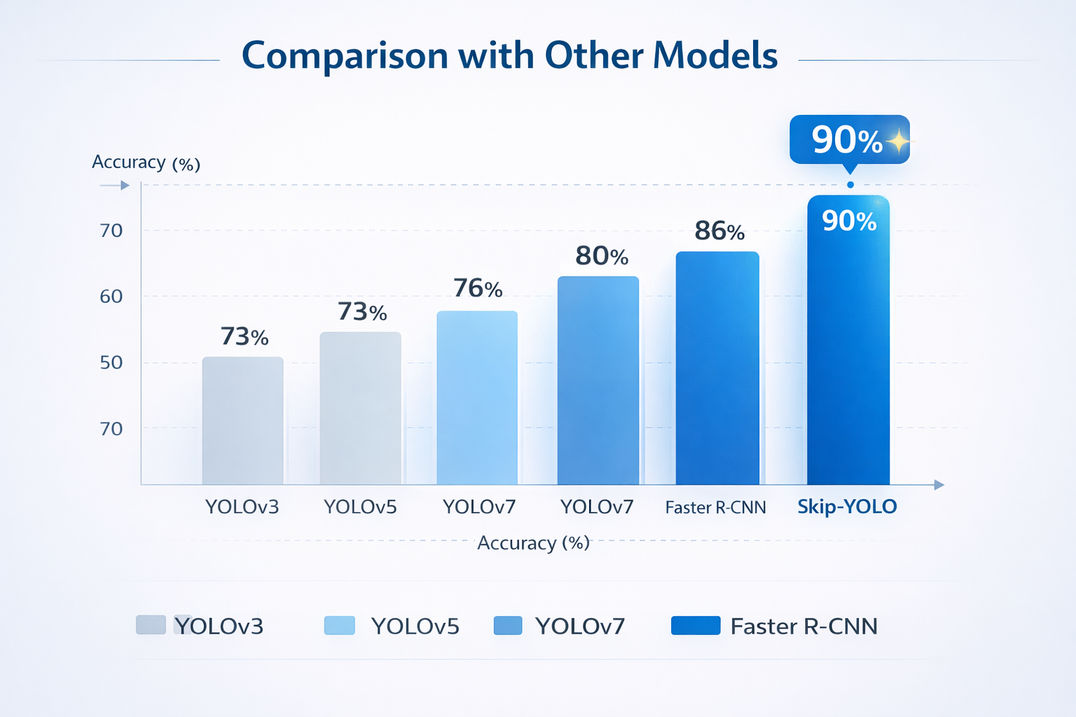 Comparison with Other Models
90%
Accuracy (%)
70
60
50
70
73%
73%
76%
80%
86%
90%
YOLOv3 YOLOv5 YOLOv7 YOLOv7 Faster R-CNN Skip-YOLO
Accuracy (%)
YOLOv3 YOLOv5 YOLOv7 Faster R-CNN